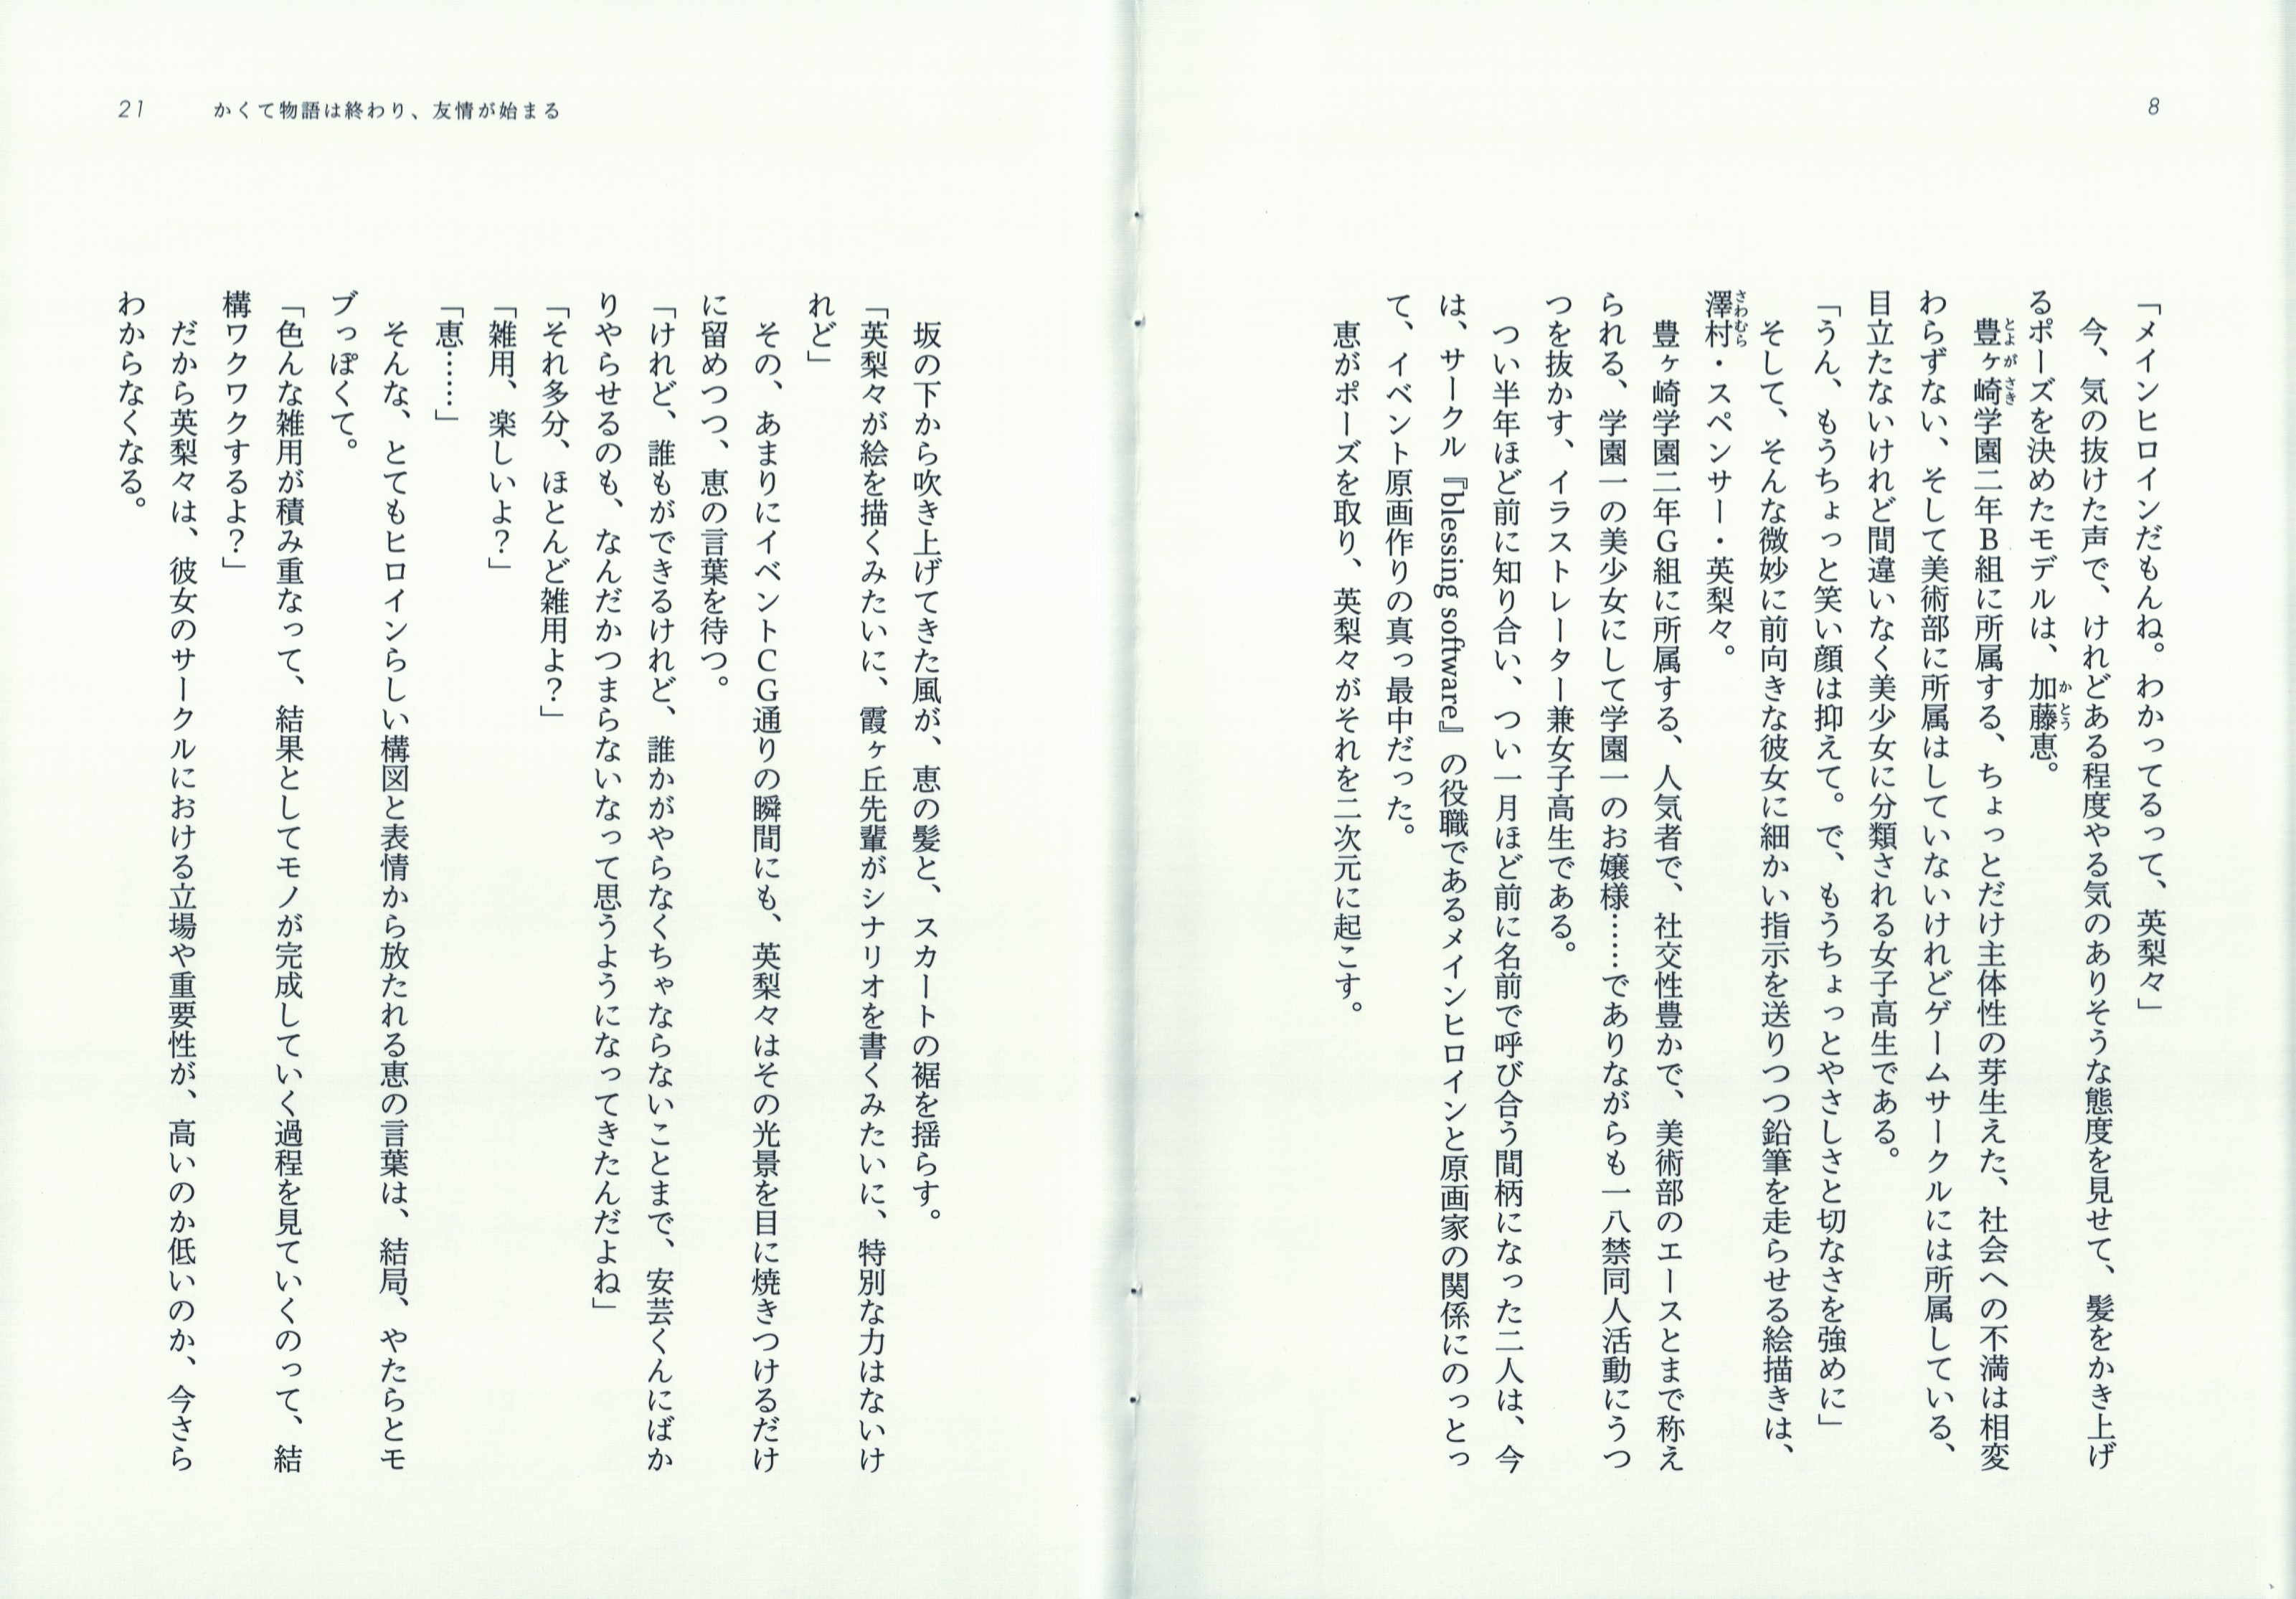 8
「メインヒロインだもんね。わかってるって、英梨々」
今、気の抜けた声で、けれどある程度やる気のありそうな態度を見せて、髪をかき上げ
るポーズを決めたモデルは、加藤恵。
かとう
豊ヶ崎学園二年B組に所属する、ちょっとだけ主体性の芽生えた、社会への不満は相変
とよがさき
わらずない、そして美術部に所属はしていないけれどゲームサークルには所属している、
目立たないけれど間違いなく美少女に分類される女子高生である。
「うん、もうちょっと笑い顔は抑えて。で、もうちょっとやさしさと切なさを強めに」
そして、そんな微妙に前向きな彼女に細かい指示を送りつつ鉛筆を走らせる絵描きは、
澤村・スペンサー・英梨々。
さわむら
豊ヶ崎学園二年G組に所属する、人気者で、社交性豊かで、美術部のエースとまで称え
られる、学園一の美少女にして学園一のお嬢様……でありながらも一八禁同人活動にうつ
つを抜かす、イラストレーター兼女子高生である。
つい半年ほど前に知り合い、つい一月ほど前に名前で呼び合う間柄になった二人は、今
は、サークル『blessing software』の役職であるメインヒロインと原画家の関係にのっとっ
て、イベント原画作りの真っ最中だった。
恵がポーズを取り、英梨々がそれを二次元に起こす。
21
かくて物語は終わり、友情が始まる
坂の下から吹き上げてきた風が、恵の髪と、スカートの裾を揺らす。
「英梨々が絵を描くみたいに、霞ヶ丘先輩がシナリオを書くみたいに、特別な力はないけ
れど」
その、あまりにイベントCG通りの瞬間にも、英梨々はその光景を目に焼きつけるだけ
に留めつつ、恵の言葉を待つ。
「けれど、誰もができるけれど、誰かがやらなくちゃならないことまで、安芸くんにばか
りやらせるのも、なんだかつまらないなって思うようになってきたんだよね」
「それ多分、ほとんど雑用よ？」
「雑用、楽しいよ？」
「恵……」
そんな、とてもヒロインらしい構図と表情から放たれる恵の言葉は、結局、やたらとモ
ブっぽくて。
「色んな雑用が積み重なって、結果としてモノが完成していく過程を見ていくのって、結
構ワクワクするよ？」
だから英梨々は、彼女のサークルにおける立場や重要性が、高いのか低いのか、今さら
わからなくなる。